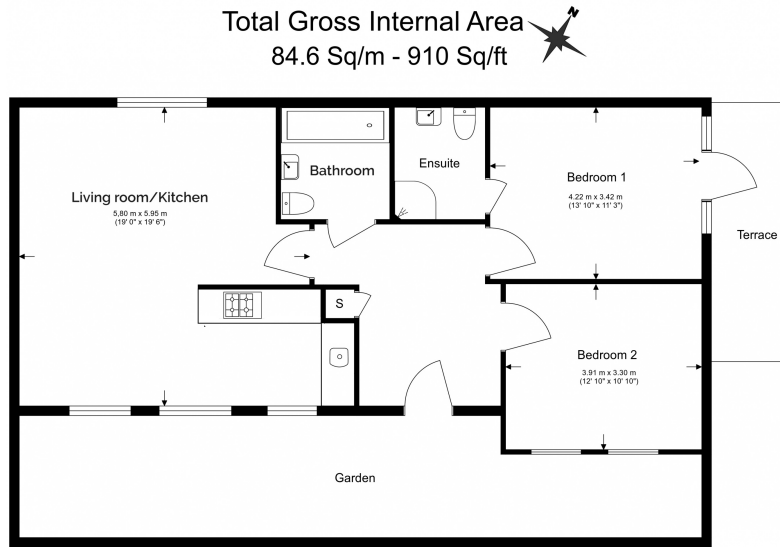 Total Gross Internal Area
84.6 Sq/m - 910 Sq/ft
N
Bathroom
Ensuite
Bedroom 1
4.22 m x 3.42 m
(13' 10" x 11' 3")
Living room/Kitchen
5,80 m x 5.95 m
(19' 0" x 19' 6")
Terrace
S
Bedroom 2
3.91 m x 3.30 m
(12' 10" x 10' 10")
Garden